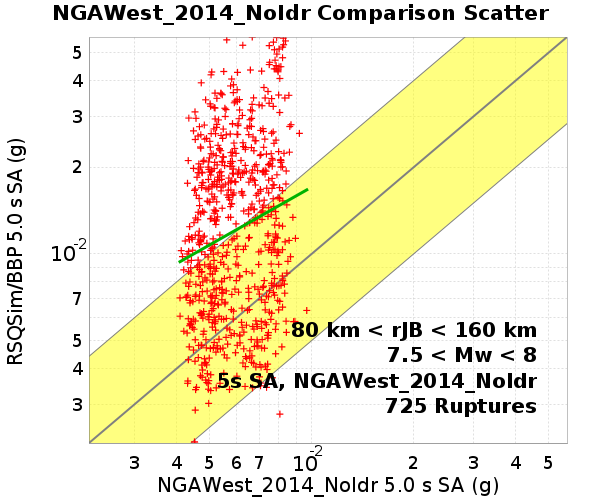 NGAWest_2014_NoIdr Comparison Scatter
RSQSim/BBP 5.0 s SA (g)
5
4
3
2
10-2
7
5
4
3
80 km < rJB < 160 km
7.5 < Mw < 8
5s SA, NGAWest_2014_NoIdr
725 Ruptures
3 4 5 6 7 10-2 2 3 4 5
NGAWest_2014_NoIdr 5.0 s SA (g)